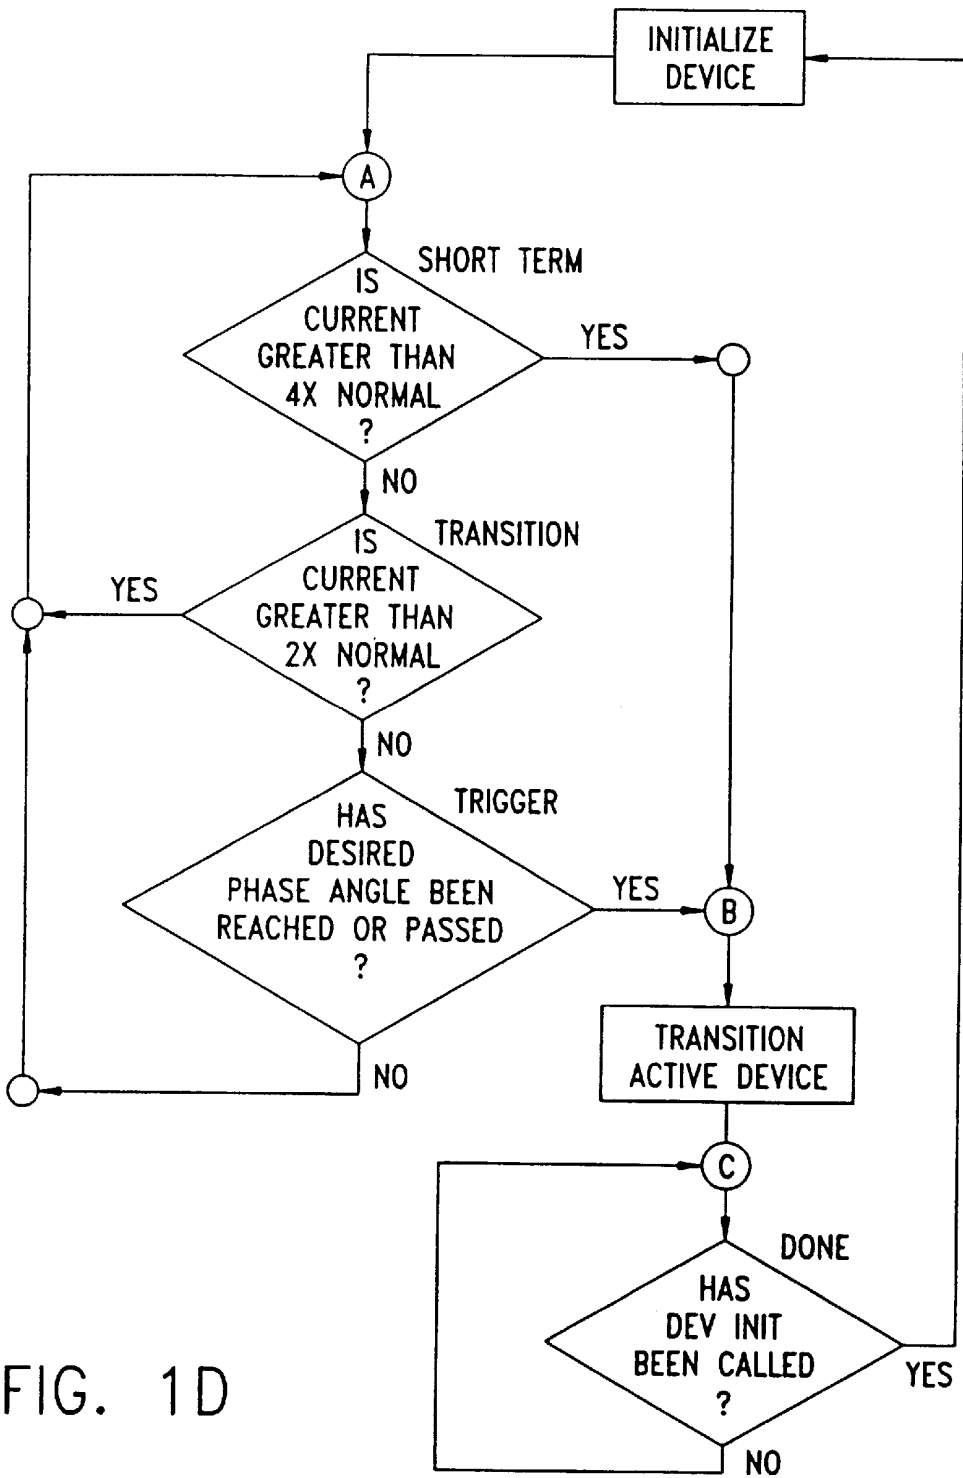 INITIALIZE
DEVICE
A
SHORT TERM
IS
CURRENT
GREATER THAN
4X NORMAL
?
YES
NO
TRANSITION
IS
CURRENT
GREATER THAN
2X NORMAL
?
YES
NO
TRIGGER
HAS
DESIRED
PHASE ANGLE BEEN
REACHED OR PASSED
?
YES
B
NO
TRANSITION
ACTIVE DEVICE
C
DONE
HAS
DEV INIT
BEEN CALLED
?
YES
NO
FIG. 1D